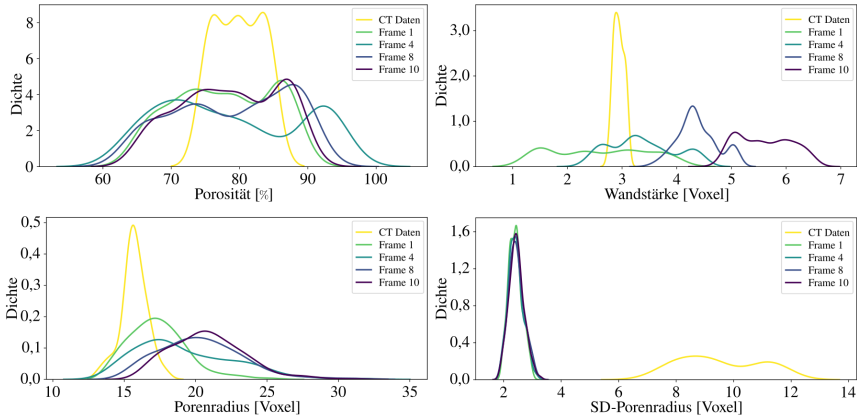 8
6
4
2
0
Dichte
60
70
80
90
100
Porosität [%]
CT Daten
Frame 1
Frame 4
Frame 8
Frame 10
3.0
1.0
0.0
Dichte
1
2
3
4
5
6
7
Wandstärke [Voxel]
CT Daten
Frame 1
Frame 4
Frame 8
Frame 10
0,5
0,2
0,2
0,1
0,0
Dichte
10
15
20
25
30
35
Porenradius [Voxel]
CT Daten
Frame 1
Frame 4
Frame 8
Frame 10
1,6
1,2
0.8
0.4
0,0
Dichte
2
4
6
8
10
12
14
SD-Porenradius [Voxel]
CT Daten
Frame 1
Frame 4
Frame 8
Frame 10